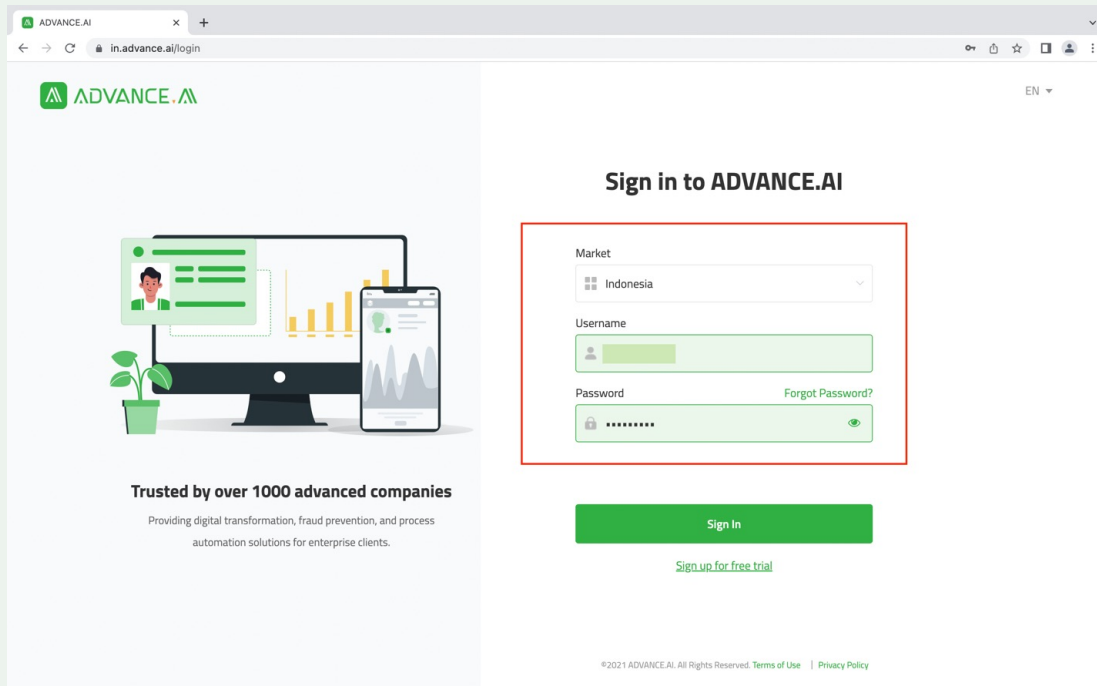 ADVANCE.AI
in.advance.ai/login
ADVANCE.AI
EN
Sign in to ADVANCE.AI
Market
Indonesia
Username
Password Forgot Password?
•••••••••
Sign In
Sign up for free trial
Trusted by over 1000 advanced companies
Providing digital transformation, fraud prevention, and process
automation solutions for enterprise clients.
©2021 ADVANCE.AI. All Rights Reserved. Terms of Use | Privacy Policy